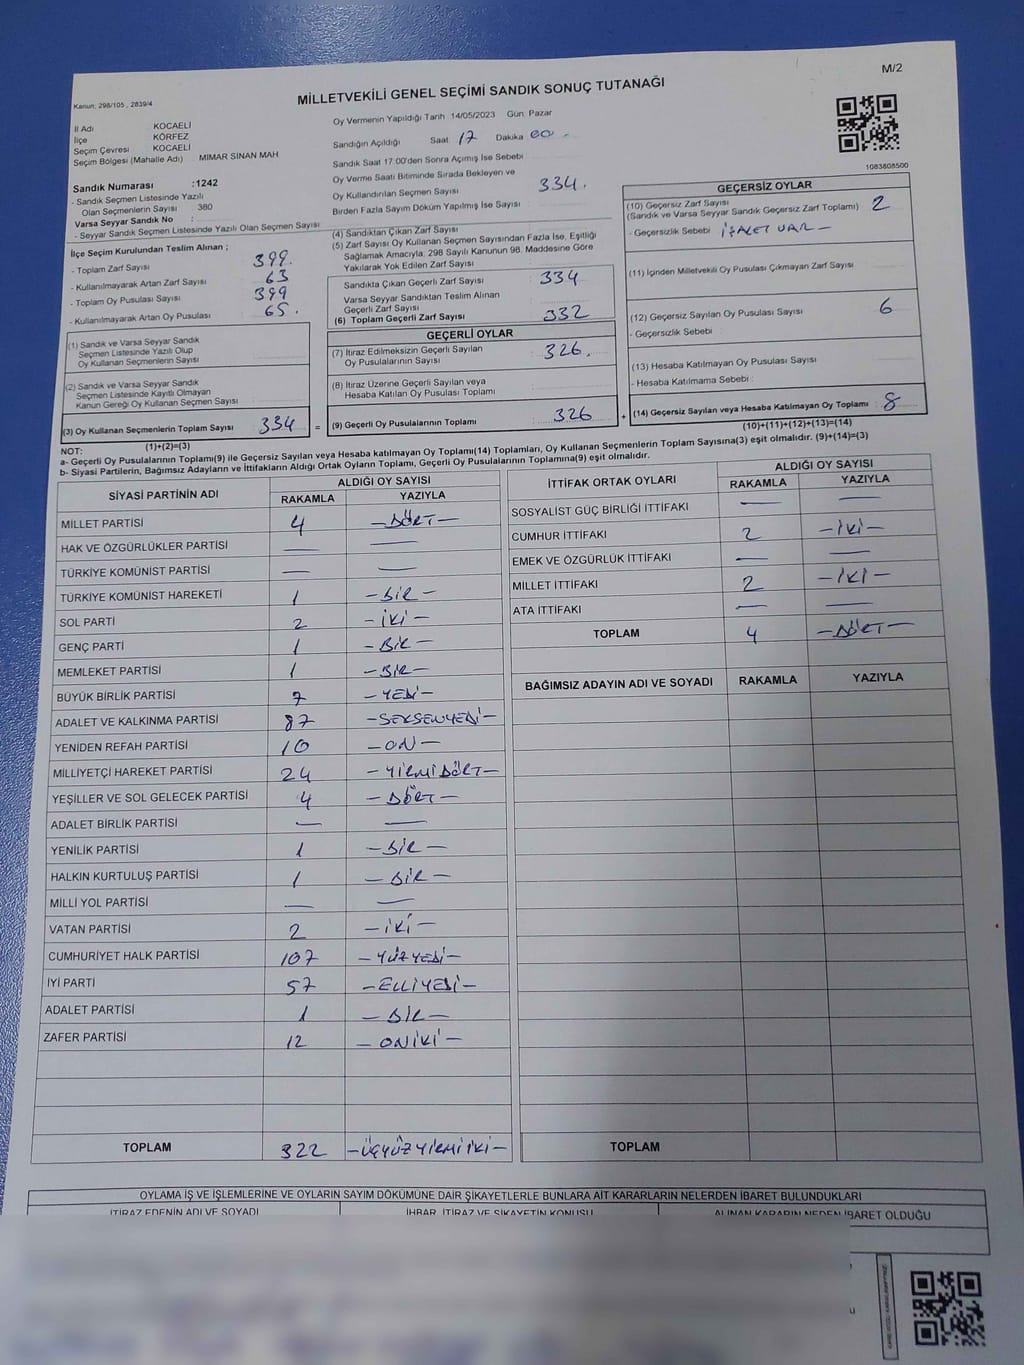 M/2
Kanun: 298/105 , 2839/4
MİLLETVEKİLİ GENEL SEÇİMİ SANDIK SONUÇ TUTANAĞI
İl Adı KOCAELİ
İlçe KÖRFEZ
Seçim Çevresi KOCAELİ
Seçim Bölgesi (Mahalle Adı) MIMAR SINAN MAH
Sandık Numarası :1242
- Sandık Seçmen Listesinde Yazılı
Olan Seçmenlerin Sayısı : 380
Varsa Seyyar Sandık No :
- Seyyar Sandık Seçmen Listesinde Yazılı Olan Seçmen Sayısı
Oy Vermenin Yapıldığı Tarih 14/05/2023 Gün: Pazar
Sandığın Açıldığı Saat 17 Dakika 00
Sandık Saat 17:00'den Sonra Açımış İse Sebebi
Oy Verme Saati Bitiminde Sırada Bekleyen ve
Oy Kullandırılan Seçmen Sayısı 334.
Birden Fazla Sayım Döküm Yapılmış İse Sayısı
1083808500
İlçe Seçim Kurulundan Teslim Alınan ;
- Toplam Zarf Sayısı 399.
- Kullanılmayarak Artan Zarf Sayısı 63
- Toplam Oy Pusulası Sayısı 399
- Kullanılmayarak Artan Oy Pusulası 65.
(1) Sandık ve Varsa Seyyar Sandık
Seçmen Listesinde Yazılı Olup
Oy Kullanan Seçmenlerin Sayısı
(2) Sandık ve Varsa Seyyar Sandık
Seçmen Listesinde Kayıtlı Olmayan
Kanun Gereği Oy Kullanan Seçmen Sayısı :
(3) Oy Kullanan Seçmenlerin Toplam Sayısı 334 =
(1)+(2)=(3)
(4) Sandıktan Çıkan Zarf Sayısı
(5) Zarf Sayısı Oy Kullanan Seçmen Sayısından Fazla İse, Eşitliği
Sağlamak Amacıyla, 298 Sayılı Kanunun 98. Maddesine Göre
Yakılarak Yok Edilen Zarf Sayısı
Sandıkta Çıkan Geçerli Zarf Sayısı 334
Varsa Seyyar Sandıktan Teslim Alınan
Geçerli Zarf Sayısı
(6) Toplam Geçerli Zarf Sayısı 332
GEÇERLİ OYLAR
(7) İtiraz Edilmeksizin Geçerli Sayılan
Oy Pusulalarının Sayısı 326.
(8) İtiraz Üzerine Geçerli Sayılan veya
Hesaba Katılan Oy Pusulası Toplamı
(9) Geçerli Oy Pusulalarının Toplamı 326 +
GEÇERSİZ OYLAR
(10) Geçersiz Zarf Sayısı 2
(Sandık ve Varsa Seyyar Sandık Geçersiz Zarf Toplamı)
- Geçersizlik Sebebi : İŞARET VAR -
(11) İçinden Milletvekili Oy Pusulası Çıkmayan Zarf Sayısı
(12) Geçersiz Sayılan Oy Pusulası Sayısı 6
- Geçersizlik Sebebi :
(13) Hesaba Katılmayan Oy Pusulası Sayısı
- Hesaba Katılmama Sebebi :
(14) Geçersiz Sayılan veya Hesaba Katılmayan Oy Toplamı : 8
(10)+(11)+(12)+(13)=(14)
NOT:
a- Geçerli Oy Pusulalarının Toplamı(9) ile Geçersiz Sayılan veya Hesaba katılmayan Oy Toplamı(14) Toplamları, Oy Kullanan Seçmenlerin Toplam Sayısına(3) eşit olmalıdır. (9)+(14)=(3)
b- Siyasi Partilerin, Bağımsız Adayların ve İttifakların Aldığı Ortak Oyların Toplamı, Geçerli Oy Pusulalarının Toplamına(9) eşit olmalıdır.
SİYASİ PARTİNİN ADI ALDIĞI OY SAYISI
RAKAMLA YAZIYLA
MİLLET PARTİSİ 4 -DÖRT-
HAK VE ÖZGÜRLÜKLER PARTİSİ — —
TÜRKİYE KOMÜNİST PARTİSİ — —
TÜRKİYE KOMÜNİST HAREKETİ 1 -BİR-
SOL PARTİ 2 -İKİ-
GENÇ PARTİ 1 -BİR-
MEMLEKET PARTİSİ 1 -BİR-
BÜYÜK BİRLİK PARTİSİ 7 -YEDİ-
ADALET VE KALKINMA PARTİSİ 87 -SEKSENYEDİ-
YENİDEN REFAH PARTİSİ 10 -ON-
MİLLİYETÇİ HAREKET PARTİSİ 24 -YİRMİDÖRT-
YEŞİLLER VE SOL GELECEK PARTİSİ 4 -DÖRT-
ADALET BİRLİK PARTİSİ — —
YENİLİK PARTİSİ 1 -BİR-
HALKIN KURTULUŞ PARTİSİ 1 -BİR-
MİLLİ YOL PARTİSİ — —
VATAN PARTİSİ 2 -İKİ-
CUMHURİYET HALK PARTİSİ 107 -YÜZYEDİ-
İYİ PARTİ 57 -ELLİYEDİ-
ADALET PARTİSİ 1 -BİR-
ZAFER PARTİSİ 12 -ONİKİ-
TOPLAM 322 -ÜÇYÜZYİRMİİKİ-
İTTİFAK ORTAK OYLARI ALDIĞI OY SAYISI
RAKAMLA YAZIYLA
SOSYALİST GÜÇ BİRLİĞİ İTTİFAKI — —
CUMHUR İTTİFAKI 2 -İKİ-
EMEK VE ÖZGÜRLÜK İTTİFAKI — —
MİLLET İTTİFAKI 2 -İKİ-
ATA İTTİFAKI — —
TOPLAM 4 -DÖRT-
BAĞIMSIZ ADAYIN ADI VE SOYADI RAKAMLA YAZIYLA
TOPLAM
OYLAMA İŞ VE İŞLEMLERİNE VE OYLARIN SAYIM DÖKÜMÜNE DAİR ŞİKAYETLERLE BUNLARA AİT KARARLARIN NELERDEN İBARET BULUNDUKLARI
İTİRAZ EDENİN ADI VE SOYADI İHBAR, İTİRAZ VE ŞİKAYETİN KONUSU ALINAN KARARIN NEDEN İBARET OLDUĞU